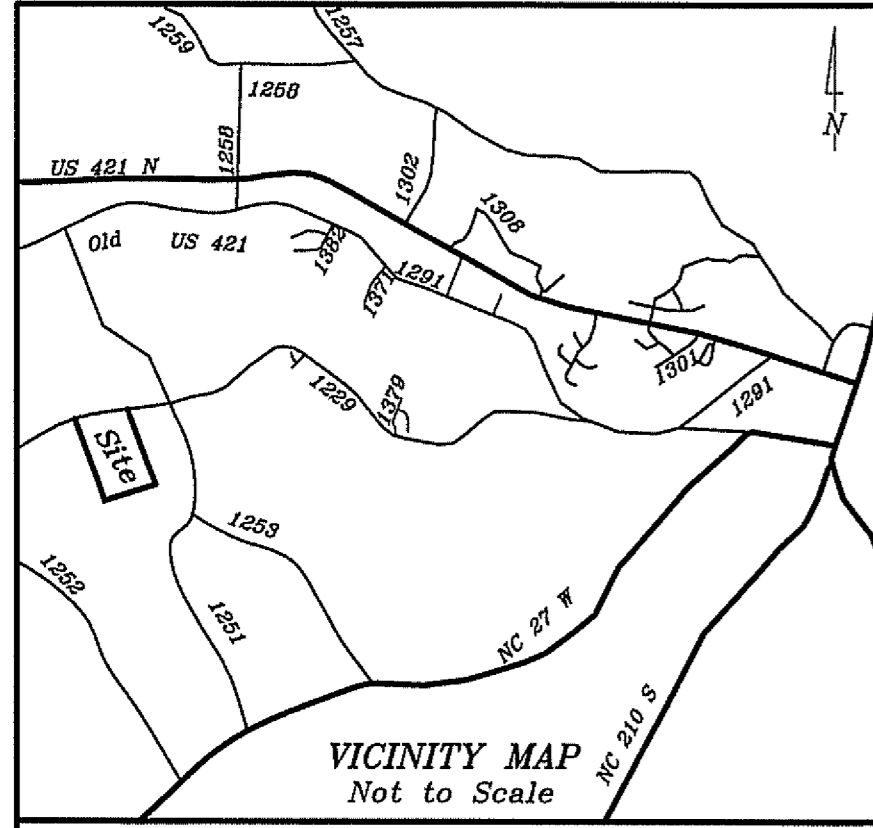 1259
1257
1258
1258
N
US 421 N
1302
1308
Old US 421
1382
1371
1291
1301
1229
1379
1291
Site
1253
1252
1251
NC 27 W
NC 210 S
VICINITY MAP
Not to Scale